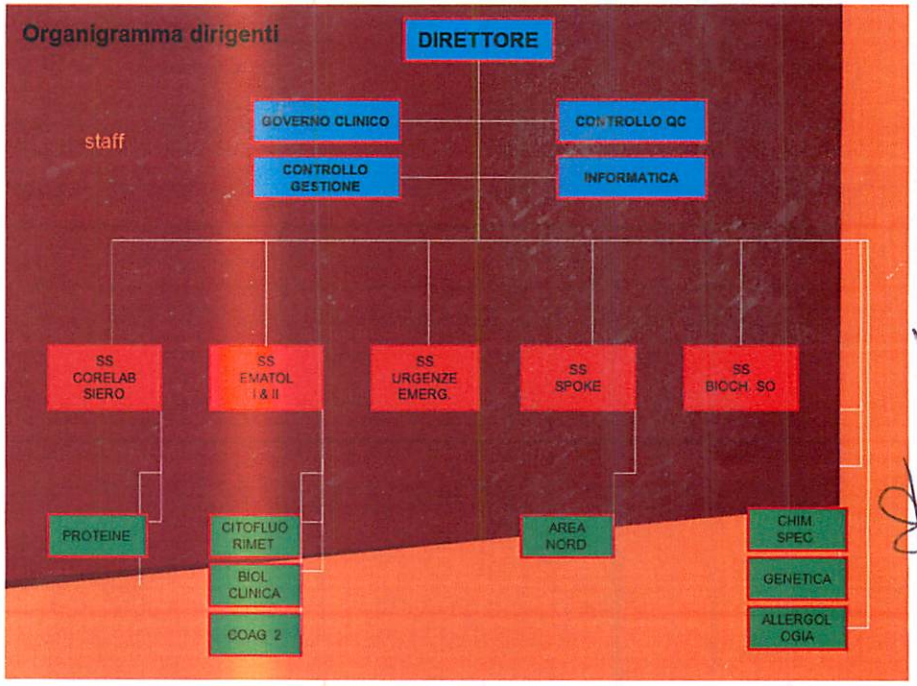 Organigramma dirigenti
DIRETTORE
GOVERNO CLINICO
CONTROLLO QC
staff
CONTROLLO
GESTIONE
INFORMATICA
SS
CORELAB
SIERO
SS
EMATOL
I & II
SS
URGENZE
EMERG.
SS
SPOKE
SS
BIOCH. SO
PROTEINE
CITOFLUO
RIMET
BIOL
CLINICA
COAG 2
AREA
NORD
CHIM
SPEC
GENETICA
ALLERGOL
OGIA